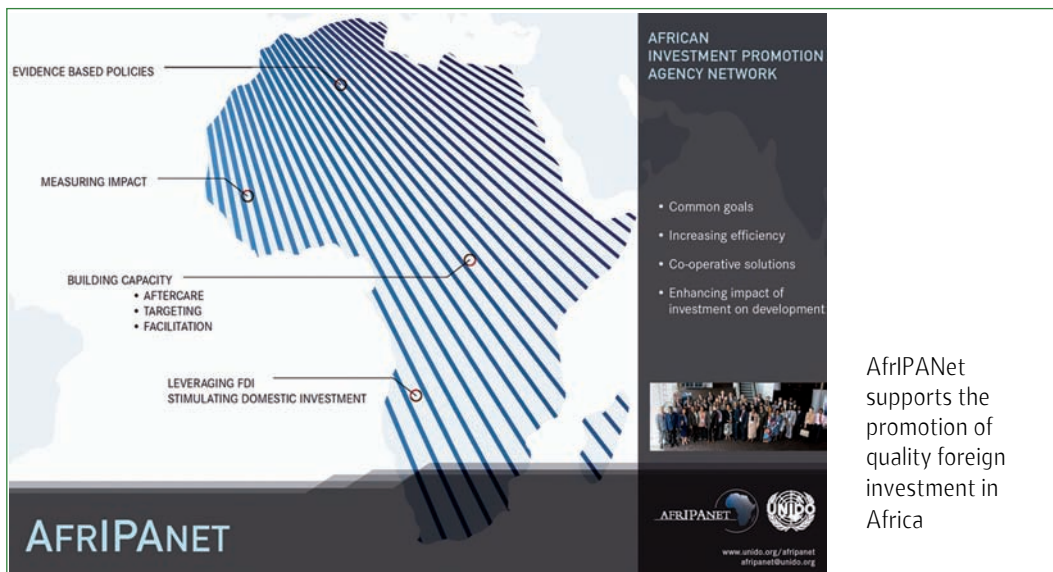 EVIDENCE BASED POLICIES
MEASURING IMPACT
BUILDING CAPACITY
• AFTERCARE
• TARGETING
• FACILITATION
LEVERAGING FDI
STIMULATING DOMESTIC INVESTMENT
AFRIPANET
AFRICAN
INVESTMENT PROMOTION
AGENCY NETWORK
• Common goals
• Increasing efficiency
• Co-operative solutions
• Enhancing impact of
investment on development
AFRIPANET
UNIDO
www.unido.org/afripanet
afripanet@unido.org
AfrIPANet
supports the
promotion of
quality foreign
investment in
Africa